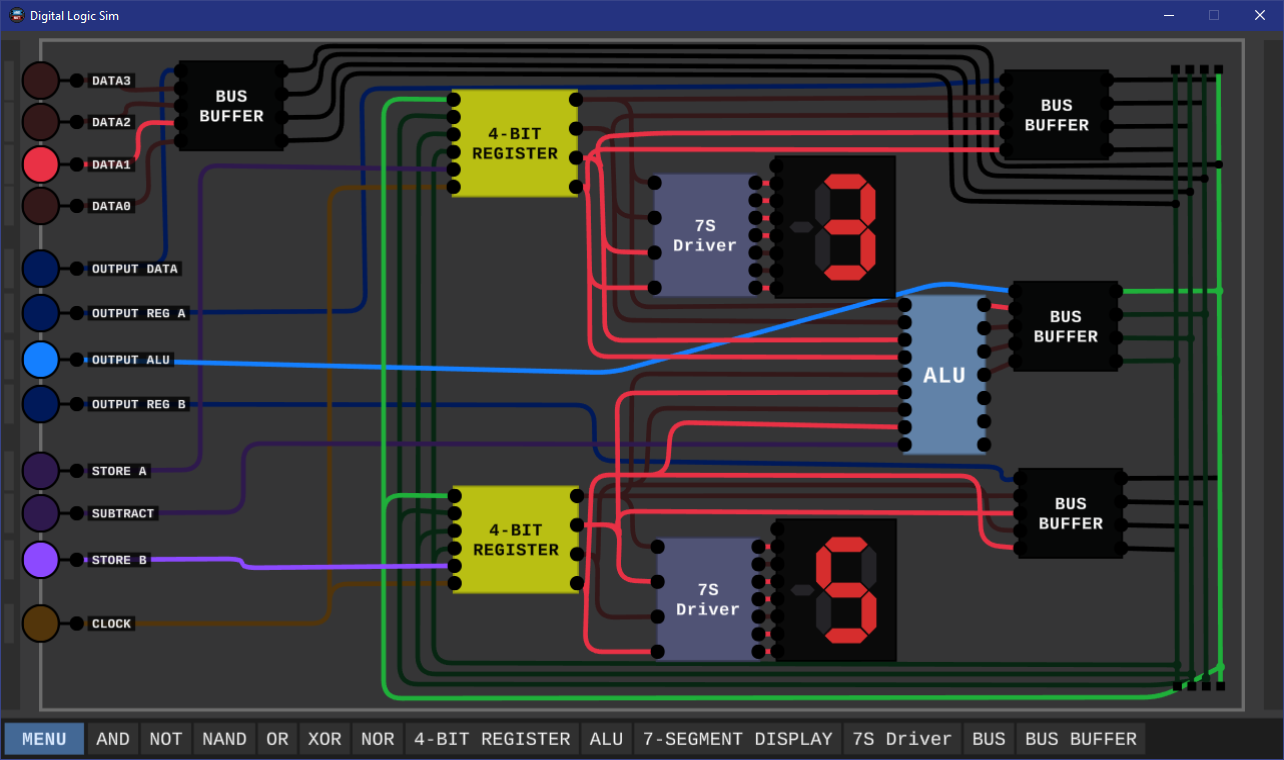 Digital Logic Sim
DATA3
DATA2
DATA1
DATA0
OUTPUT DATA
OUTPUT REG A
OUTPUT ALU
OUTPUT REG B
STORE A
SUBTRACT
STORE B
CLOCK
BUS
BUFFER
4-BIT
REGISTER
BUS
BUFFER
7S
Driver
3
BUS
BUFFER
ALU
4-BIT
REGISTER
BUS
BUFFER
7S
Driver
5
MENU AND NOT NAND OR XOR NOR 4-BIT REGISTER ALU 7-SEGMENT DISPLAY 7S Driver BUS BUS BUFFER